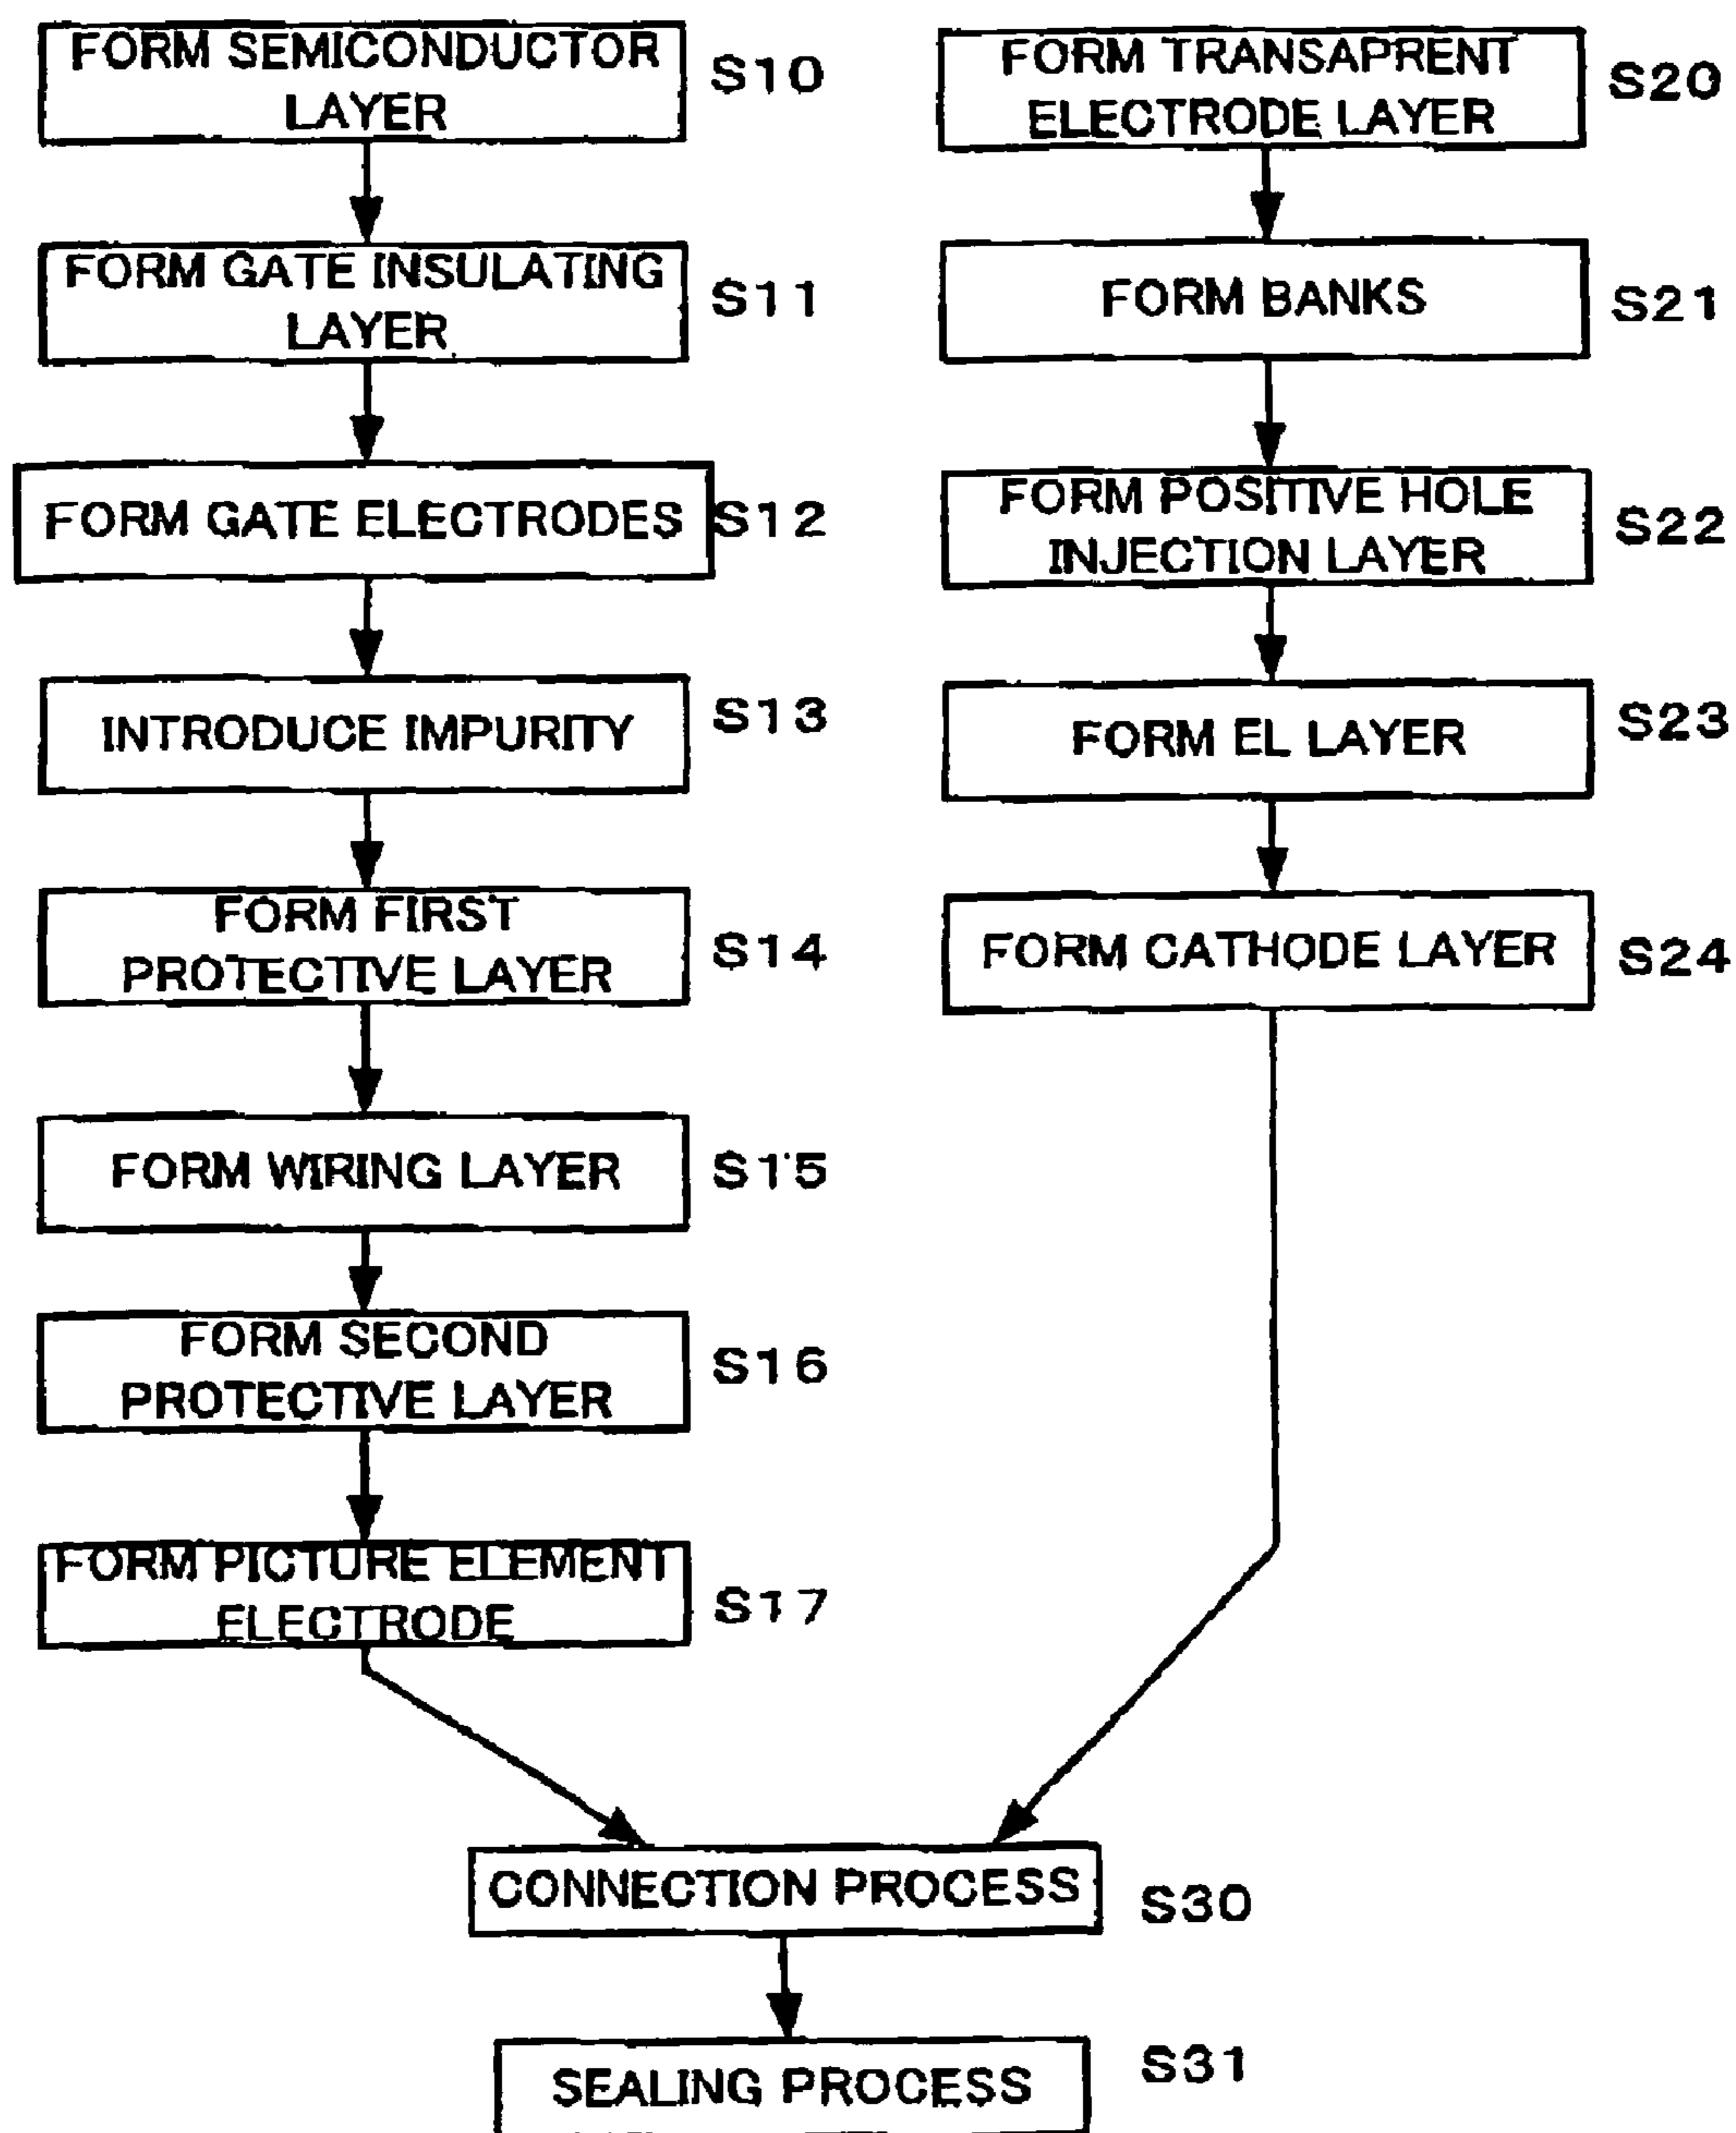 FORM SEMICONDUCTOR
LAYER
S10
FORM GATE INSULATING
LAYER
S11
FORM GATE ELECTRODES
S12
INTRODUCE IMPURITY
S13
FORM FIRST
PROTECTIVE LAYER
S14
FORM WIRING LAYER
S15
FORM SECOND
PROTECTIVE LAYER
S16
FORM PICTURE ELEMENT
ELECTRODE
S17
FORM TRANSAPRENT
ELECTRODE LAYER
S20
FORM BANKS
S21
FORM POSITIVE HOLE
INJECTION LAYER
S22
FORM EL LAYER
S23
FORM CATHODE LAYER
S24
CONNECTION PROCESS
S30
SEALING PROCESS
S31